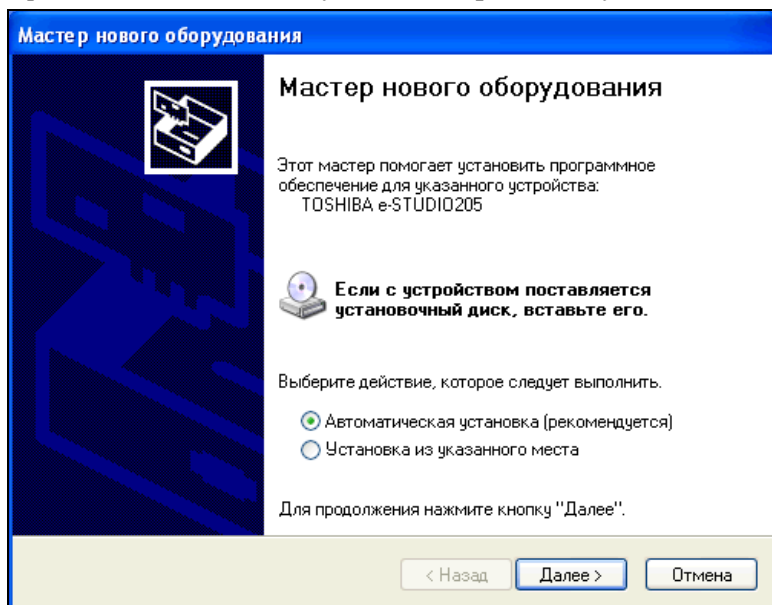 Мастер нового оборудования
Мастер нового оборудования
Этот мастер помогает установить программное
обеспечение для указанного устройства:
TOSHIBA e-STUDIO205
Если с устройством поставляется
установочный диск, вставьте его.
Выберите действие, которое следует выполнить.
Автоматическая установка (рекомендуется)
Установка из указанного места
Для продолжения нажмите кнопку "Далее".
< Назад Далее > Отмена